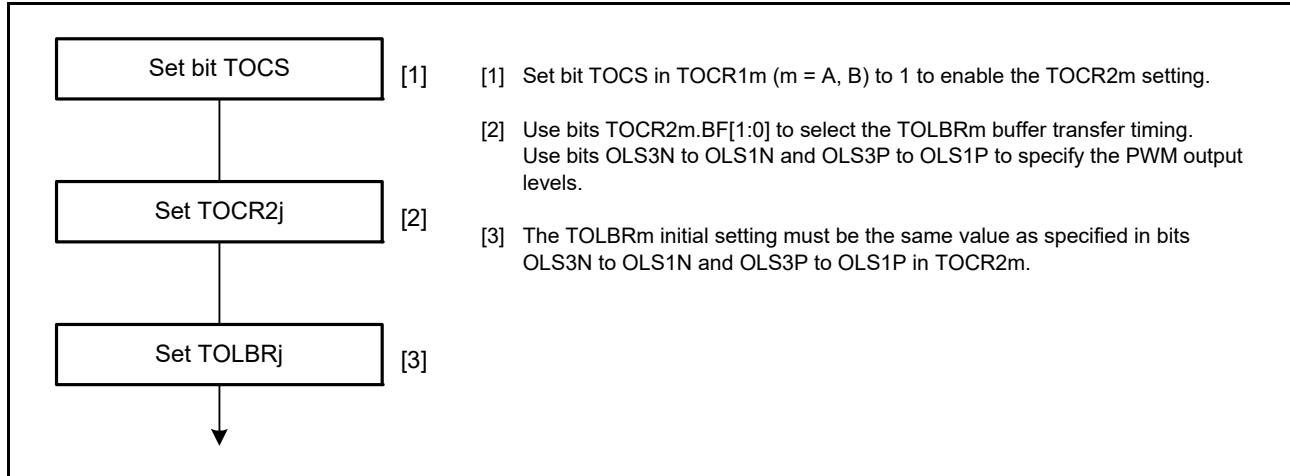 Set bit TOCS
[1]
[1] Set bit TOCS in TOCR1m (m = A, B) to 1 to enable the TOCR2m setting.
[2] Use bits TOCR2m.BF[1:0] to select the TOLBRm buffer transfer timing.
Use bits OLS3N to OLS1N and OLS3P to OLS1P to specify the PWM output
levels.
Set TOCR2j
[2]
[3] The TOLBRm initial setting must be the same value as specified in bits
OLS3N to OLS1N and OLS3P to OLS1P in TOCR2m.
Set TOLBRj
[3]